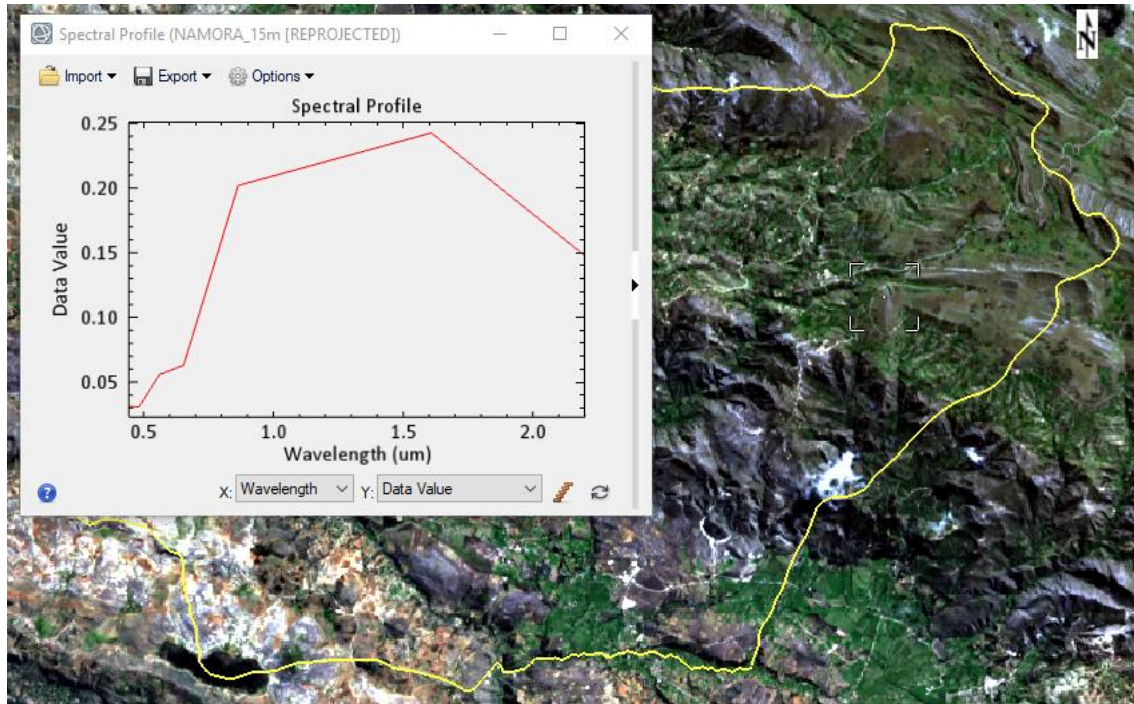 Spectral Profile (NAMORA_15m [REPROJECTED])
Import Export Options
Spectral Profile
0.25
0.20
0.15
0.10
0.05
Data Value
0.5 1.0 1.5 2.0
Wavelength (um)
? X: Wavelength Y: Data Value
N